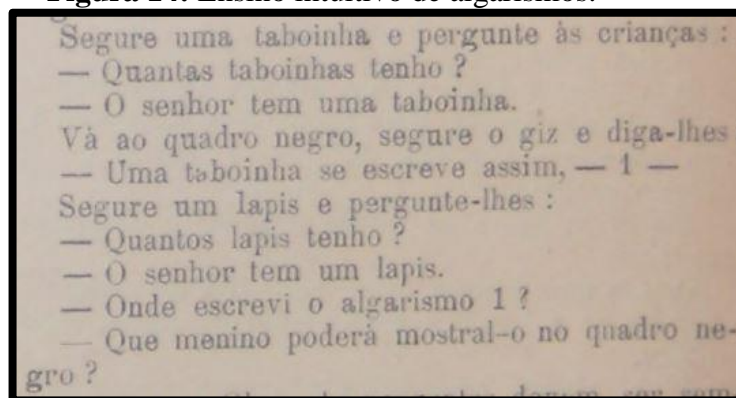 Segure uma taboinha e pergunte às crianças :
— Quantas taboinhas tenho ?
— O senhor tem uma taboinha.
Và ao quadro negro, segure o giz e diga-lhes
— Uma taboinha se escreve assim, — 1 —
Segure um lapis e pergunte-lhes :
— Quantos lapis tenho ?
— O senhor tem um lapis.
— Onde escrevi o algarismo 1 ?
— Que menino poderà mostral-o no quadro ne-
gro ?